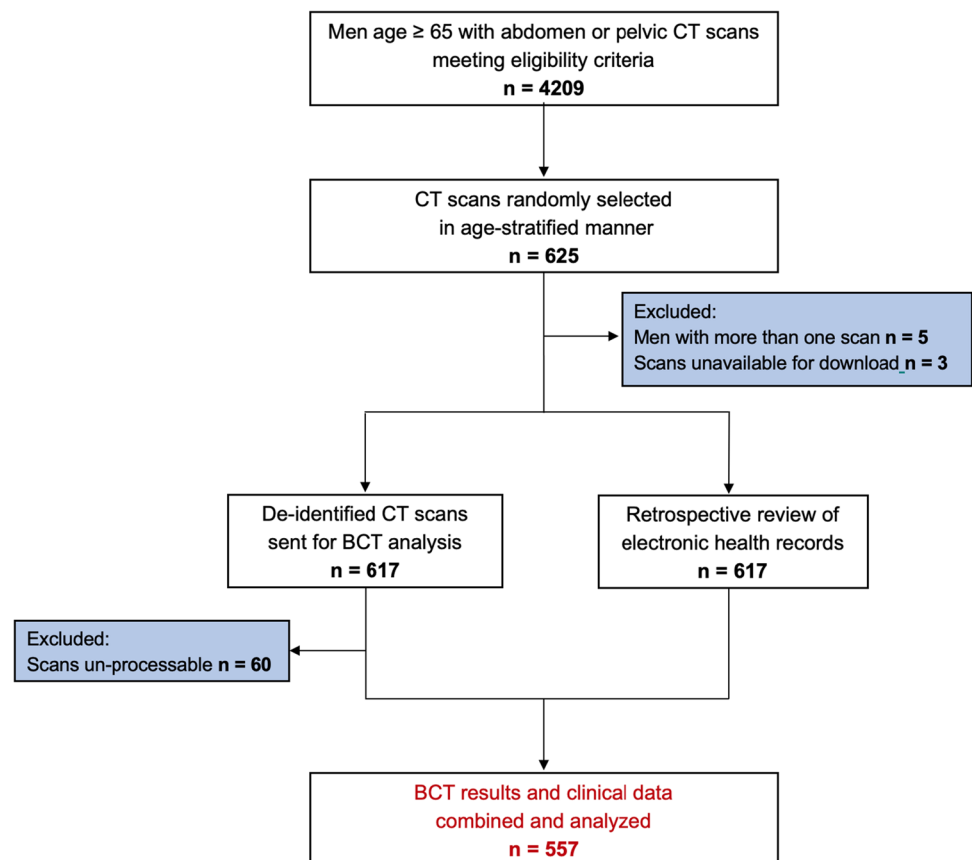 Men age ≥ 65 with abdomen or pelvic CT scans
meeting eligibility criteria
n = 4209
CT scans randomly selected
in age-stratified manner
n = 625
Excluded:
Men with more than one scan n = 5
Scans unavailable for download n = 3
De-identified CT scans
sent for BCT analysis
n = 617
Retrospective review of
electronic health records
n = 617
Excluded:
Scans un-processable n = 60
BCT results and clinical data
combined and analyzed
n = 557